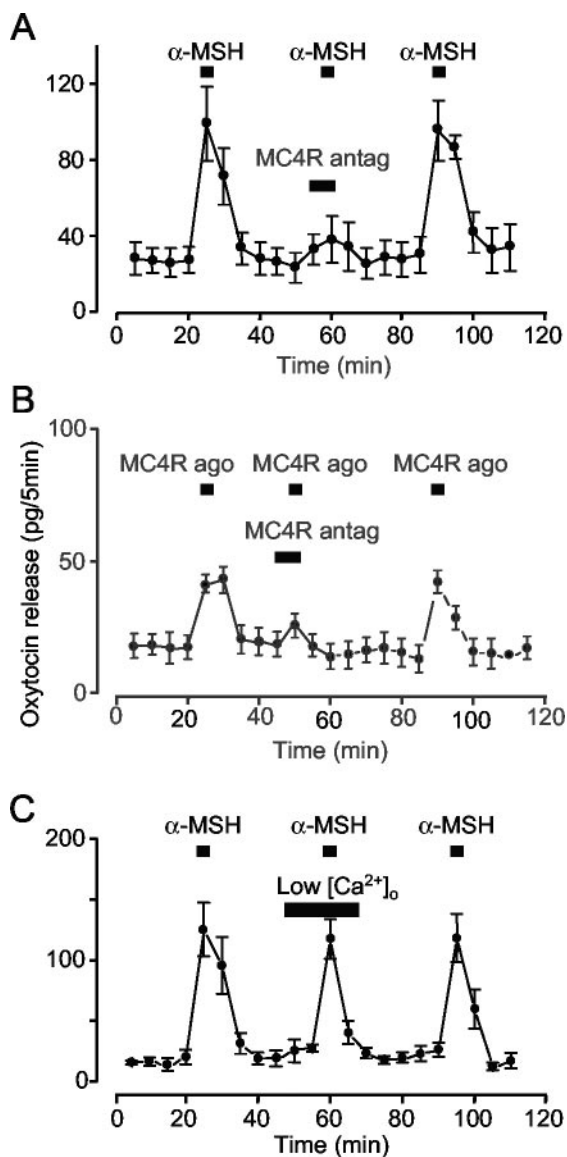 A
α-MSH α-MSH α-MSH
120
MC4R antag
80
40
0
0 20 40 60 80 100 120
Time (min)
B
Oxytocin release (pg/5min)
100
MC4R ago MC4R ago MC4R ago
MC4R antag
50
0
0 20 40 60 80 100 120
Time (min)
C
200
α-MSH α-MSH α-MSH
Low [Ca²⁺]ₒ
100
0
0 20 40 60 80 100 120
Time (min)